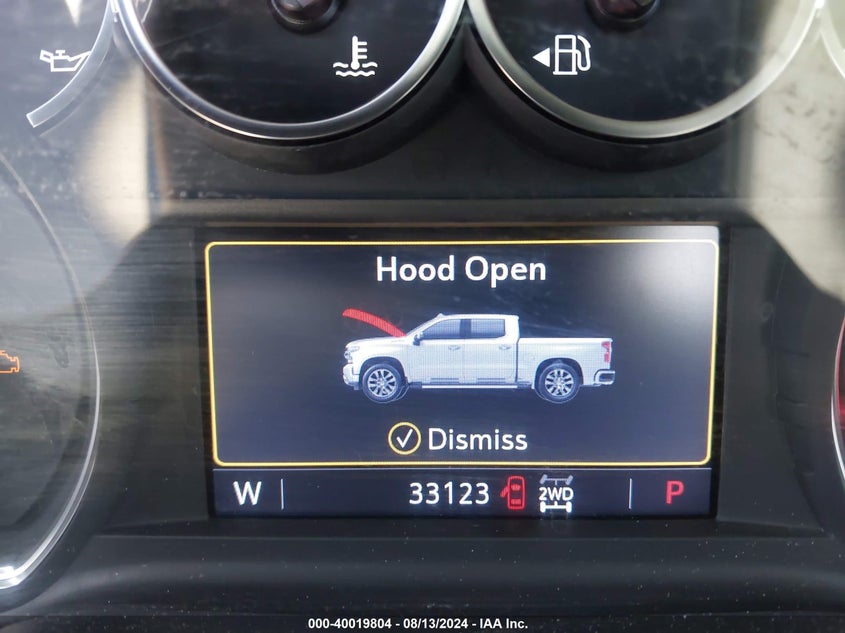 Hood Open
Dismiss
W 33123 2WD P
000-40019804 - 08/13/2024 - IAA Inc.